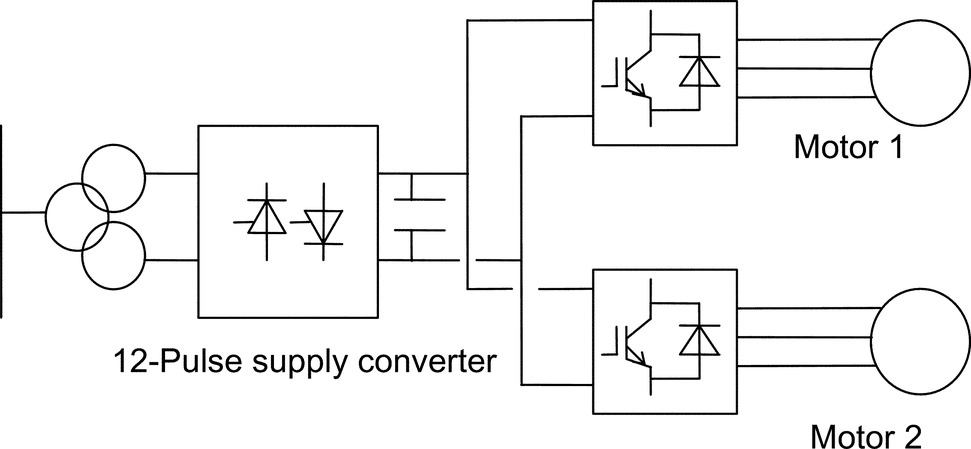 Motor 1
12-Pulse supply converter
Motor 2